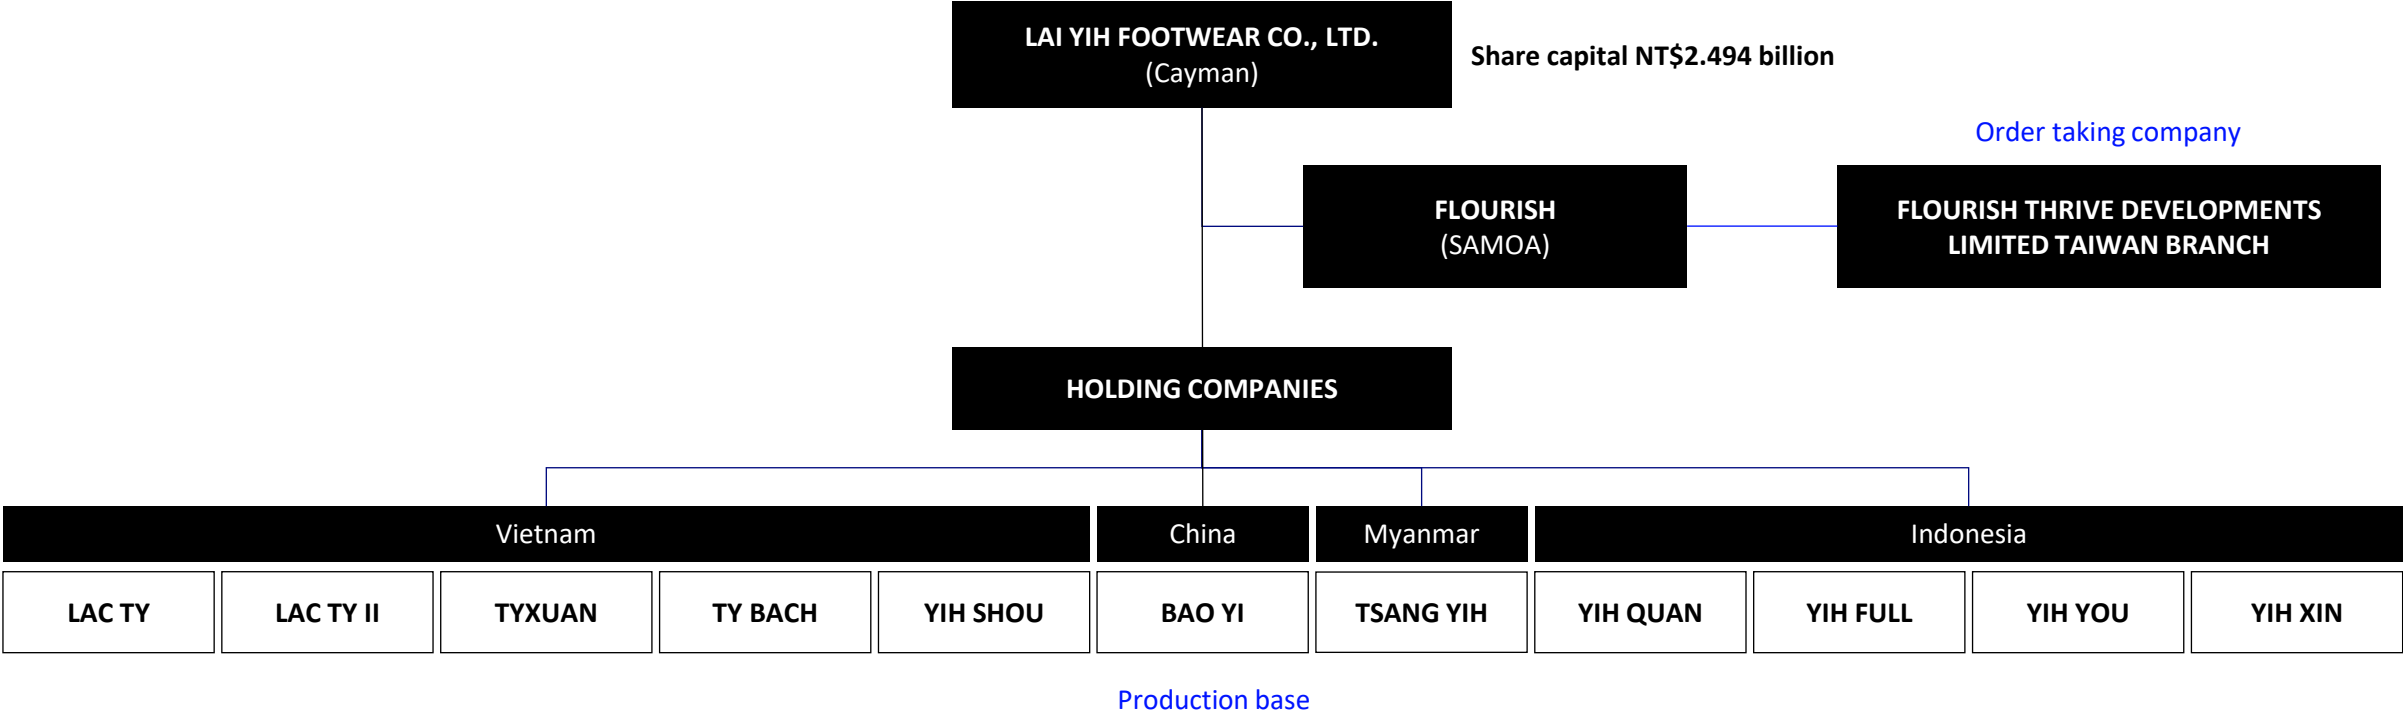 LAI YIH FOOTWEAR CO., LTD.
(Cayman)
Share capital NT$2.494 billion
Order taking company
FLOURISH
(SAMOA)
FLOURISH THRIVE DEVELOPMENTS
LIMITED TAIWAN BRANCH
HOLDING COMPANIES
Vietnam
China
Myanmar
Indonesia
LAC TY
LAC TY II
TYXUAN
TY BACH
YIH SHOU
BAO YI
TSANG YIH
YIH QUAN
YIH FULL
YIH YOU
YIH XIN
Production base